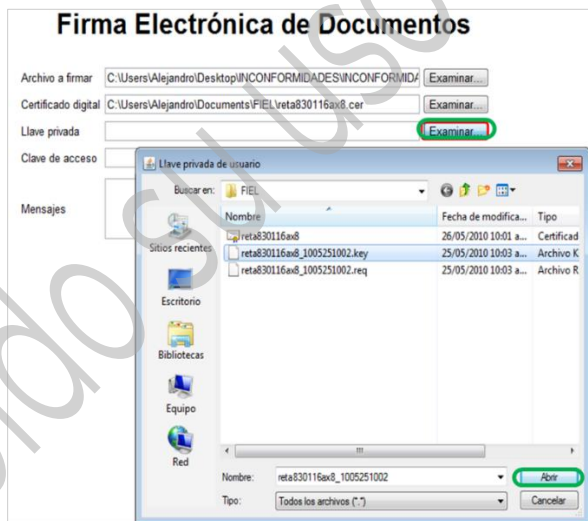 Firma Electrónica de Documentos
Archivo a firmar C:\Users\Alejandro\Desktop\INCONFORMIDADES\INCONFORMIDA Examinar...
Certificado digital C:\Users\Alejandro\Documents\FIEL\reta830116ax8.cer Examinar...
Llave privada Examinar...
Clave de acceso
Mensajes
Llave privada de usuario
Buscar en: FIEL
Nombre Fecha de modifica... Tipo
reta830116ax8 26/05/2010 10:01 a... Certificad
reta830116ax8_1005251002.key 25/05/2010 10:03 a... Archivo K
reta830116ax8_1005251002.req 25/05/2010 10:03 a... Archivo R
Sitios recientes
Escritorio
Bibliotecas
Equipo
Red
Nombre: reta830116ax8_1005251002 Abrir
Tipo: Todos los archivos (*.*) Cancelar
do su uso